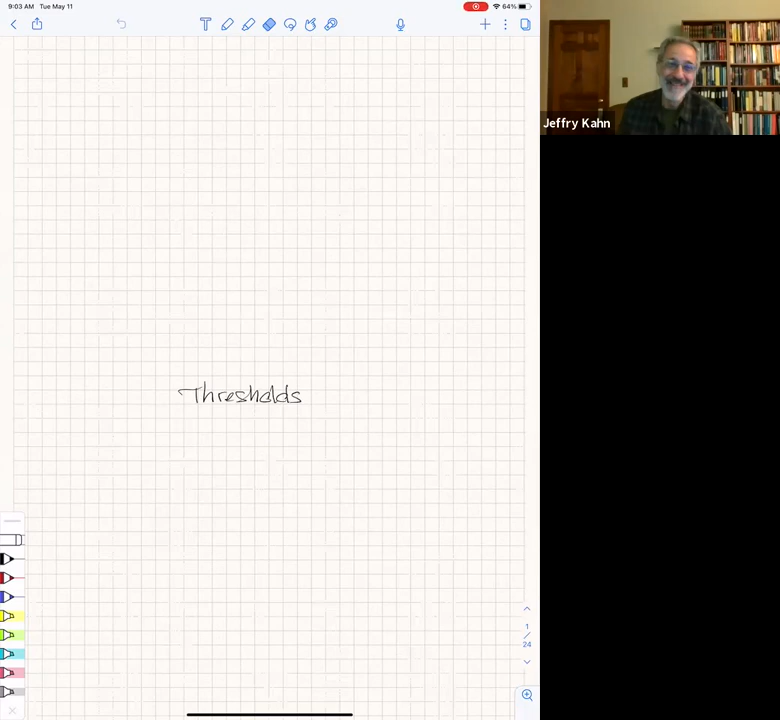 9:03 AM Tue May 11
64%
T
Jeffry Kahn
Thresholds
1
/
24